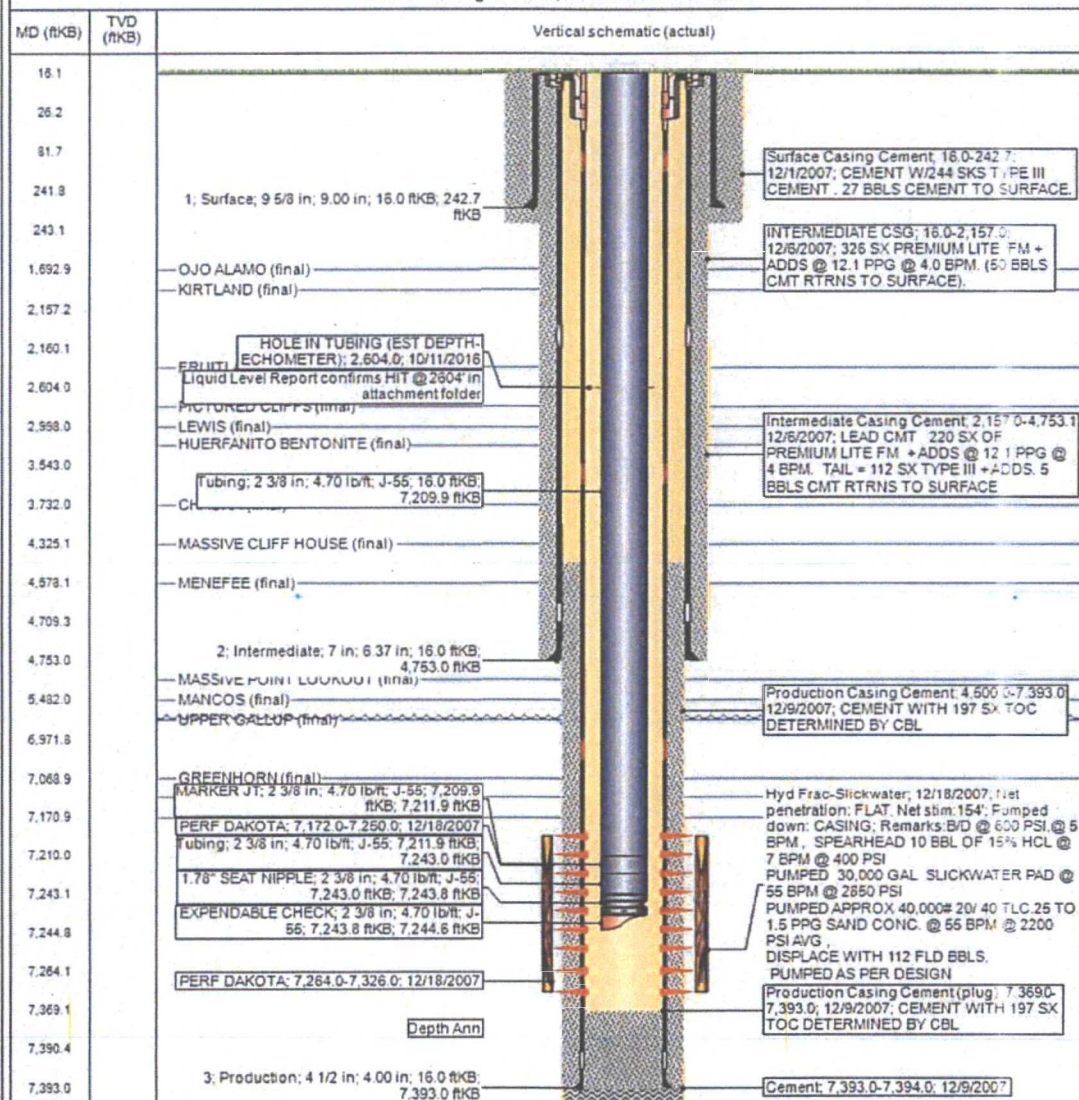 MD (ftKB)
TVD
(ftKB)
Vertical schematic (actual)
16.1
26.2
81.7
241.8
243.1
1,692.9
2,157.2
2,160.1
2,604.0
2,958.0
3,543.0
3,732.0
4,325.1
4,578.1
4,709.3
4,753.0
5,482.0
6,971.8
7,068.9
7,170.9
7,210.0
7,243.1
7,244.8
7,264.1
7,369.1
7,390.4
7,393.0
1; Surface; 9 5/8 in; 9.00 in; 16.0 ftKB; 242.7
ftKB
OJO ALAMO (final)
KIRTLAND (final)
HOLE IN TUBING (EST DEPTH-
ECHOMETER); 2,604.0; 10/11/2016
Liquid Level Report confirms HIT @2604' in
attachment folder
PICTURED CLIFFS (final)
LEWIS (final)
HUERFANITO BENTONITE (final)
Tubing; 2 3/8 in; 4.70 lb/ft; J-55; 16.0 ftKB;
7,209.9 ftKB
MASSIVE CLIFF HOUSE (final)
MENEFEE (final)
2; Intermediate; 7 in; 6.37 in; 16.0 ftKB;
4,753.0 ftKB
MASSIVE POINT LOOKOUT (final)
MANCOS (final)
UPPER GALLUP (final)
GREENHORN (final)
MARKER JT; 2 3/8 in; 4.70 lb/ft; J-55; 7,209.9
ftKB; 7,211.9 ftKB
PERF DAKOTA; 7,172.0-7,250.0; 12/18/2007
Tubing; 2 3/8 in; 4.70 lb/ft; J-55; 7,211.9 ftKB;
7,243.0 ftKB
1.78" SEAT NIPPLE; 2 3/8 in; 4.70 lb/ft; J-55;
7,243.0 ftKB; 7,243.8 ftKB
EXPENDABLE CHECK; 2 3/8 in; 4.70 lb/ft; J-
55; 7,243.8 ftKB; 7,244.6 ftKB
PERF DAKOTA; 7,264.0-7,326.0; 12/18/2007
Depth Ann
3; Production; 4 1/2 in; 4.00 in; 16.0 ftKB;
7,393.0 ftKB
Surface Casing Cement; 16.0-242.7;
12/1/2007; CEMENT W/244 SKS TYPE III
CEMENT . 27 BBLS CEMENT TO SURFACE.
INTERMEDIATE CSG; 16.0-2,157.0;
12/6/2007; 326 SX PREMIUM LITE FM +
ADDS @ 12.1 PPG @ 4.0 BPM. (50 BBLS
CMT RTRNS TO SURFACE).
Intermediate Casing Cement; 2,157.0-4,753.1
12/6/2007; LEAD CMT 220 SX OF
PREMIUM LITE FM +ADDS @ 12.1 PPG @
4 BPM. TAIL = 112 SX TYPE III +ADDS. 5
BBLS CMT RTRNS TO SURFACE
Production Casing Cement; 4,500.0-7,393.0
12/9/2007; CEMENT WITH 197 SX TOC
DETERMINED BY CBL
Hyd Frac-Slickwater; 12/18/2007; Net
penetration: FLAT, Net stim:154'; Pumped
down: CASING; Remarks:B/D @ 600 PSI,@ 5
BPM , SPEARHEAD 10 BBL OF 15% HCL @
7 BPM @ 400 PSI
PUMPED 30,000 GAL SLICKWATER PAD @
55 BPM @ 2650 PSI
PUMPED APPROX 40,000# 20/ 40 TLC.25 TO
1.5 PPG SAND CONC. @ 55 BPM @ 2200
PSI AVG ,
DISPLACE WITH 112 FLD BBLS.
PUMPED AS PER DESIGN
Production Casing Cement (plug) 7,369.0-
7,393.0; 12/9/2007; CEMENT WITH 197 SX
TOC DETERMINED BY CBL
Cement; 7,393.0-7,394.0; 12/9/2007